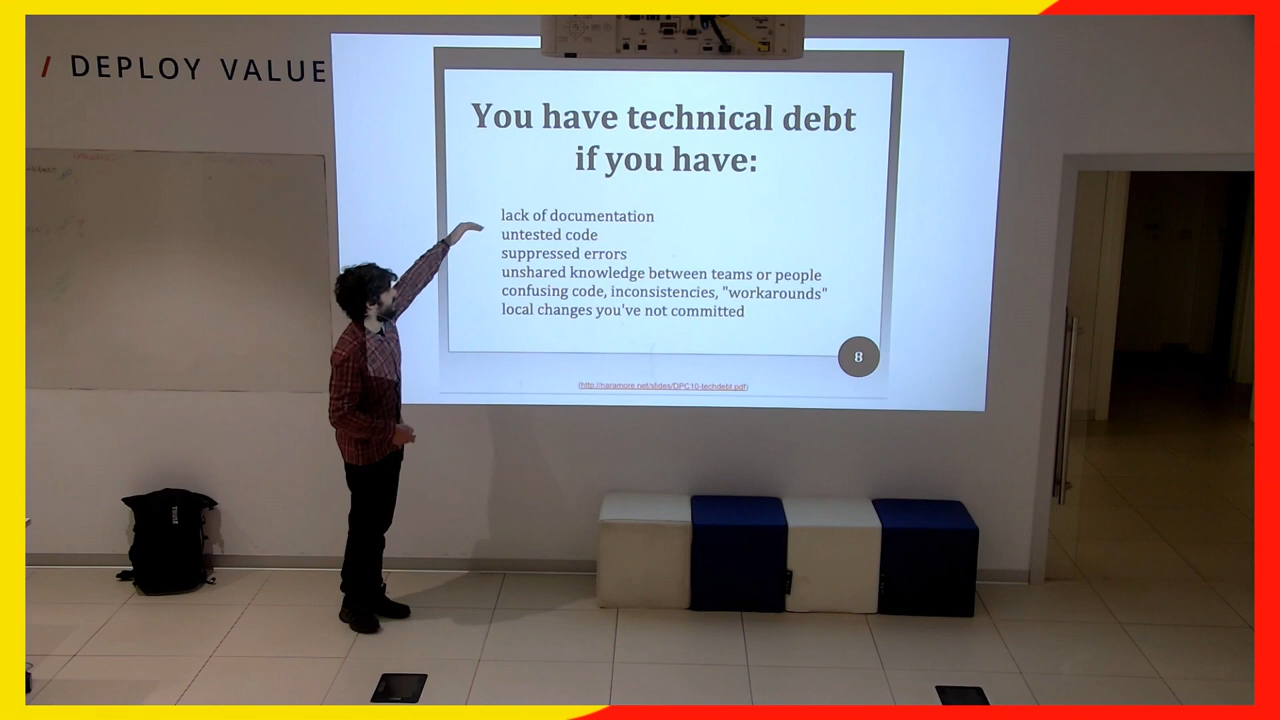 / DEPLOY VALUE
You have technical debt
if you have:
lack of documentation
untested code
suppressed errors
unshared knowledge between teams or people
confusing code, inconsistencies, "workarounds"
local changes you've not committed
8
(http://naramore.net/slides/DPC10-techdebt.pdf)
THULE